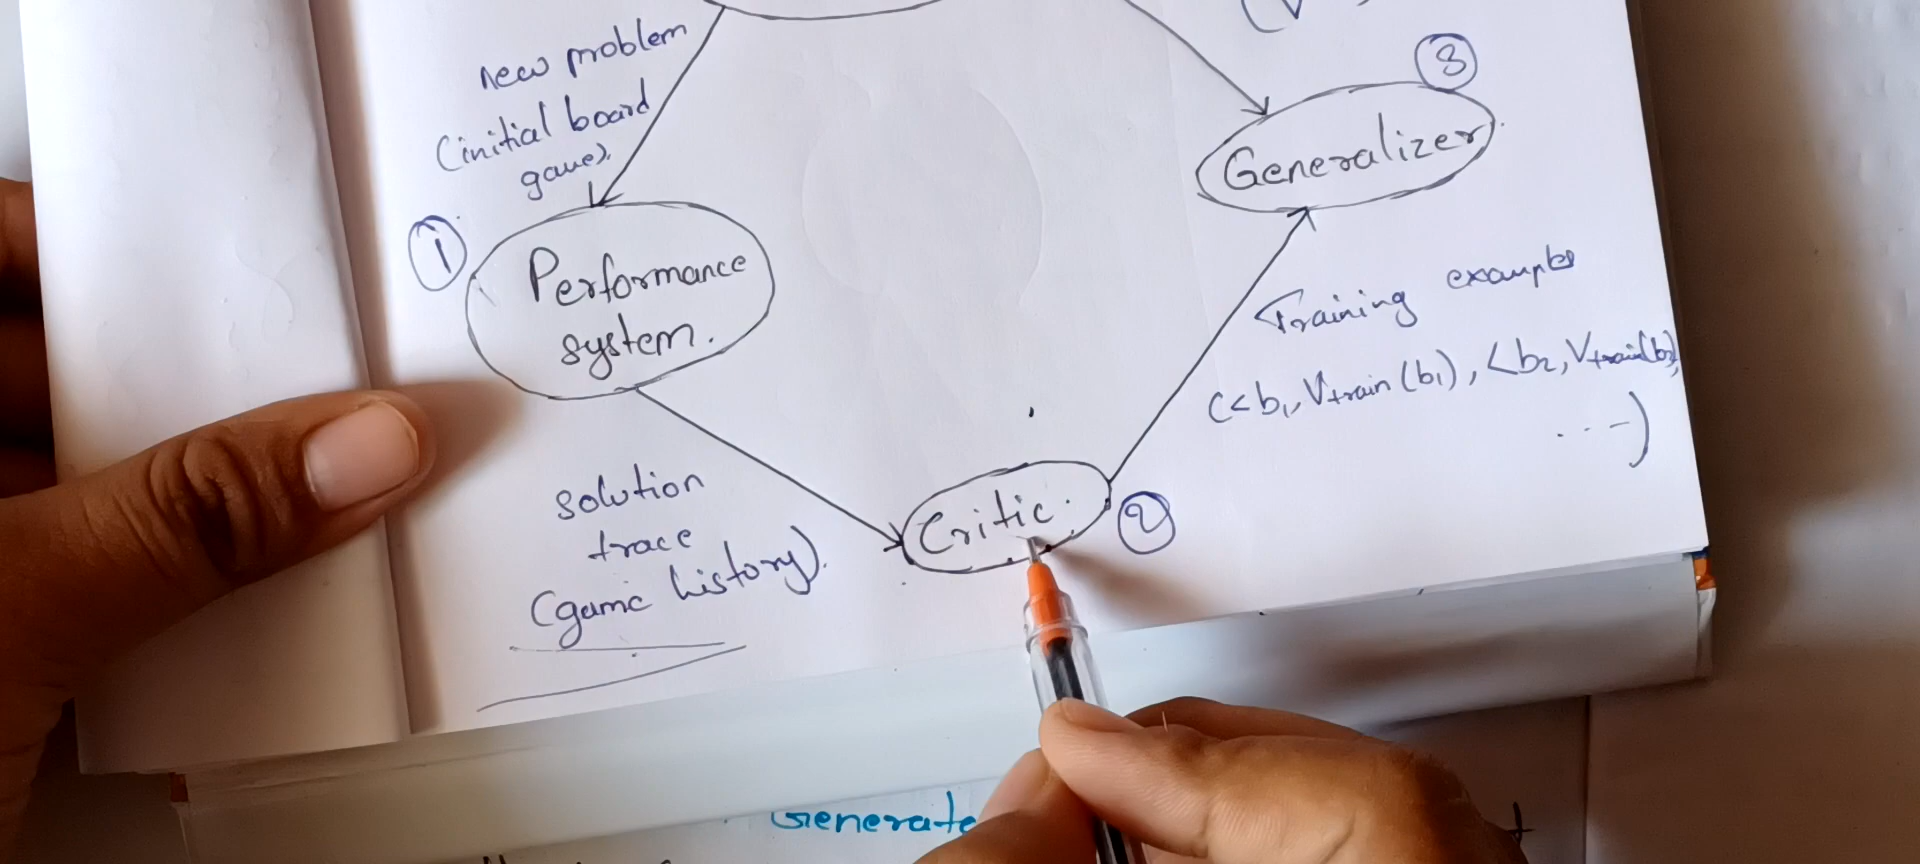 new problem
(initial board
game).
3
Generalizer
1
Performance
system.
Training examples
(<b1, Vtrain(b1), <b2, Vtrain(b2),
...-)
solution
trace
(game history).
Critic.
2
Generate